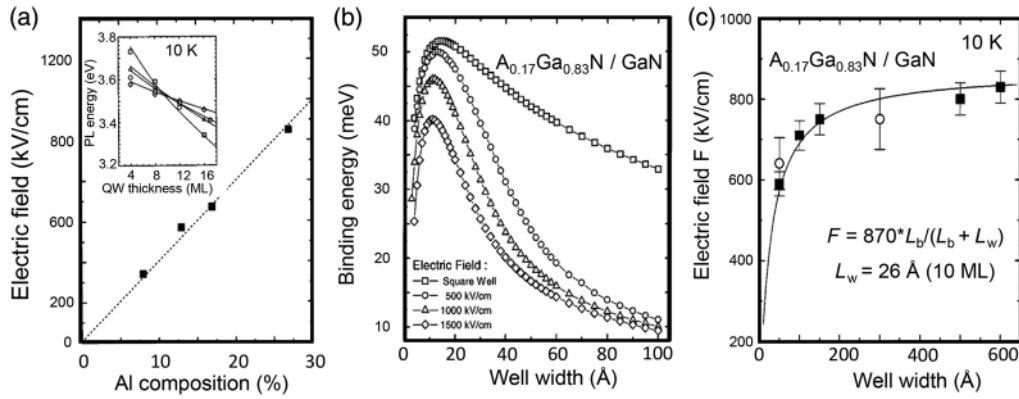 (a)
Electric field (kV/cm)
1200
1000
800
600
400
200
0
0
10
20
30
Al composition (%)
10 K
PL energy (eV)
3.8
3.6
3.4
3.2
4
8
12
16
QW thickness (ML)
(b)
Binding energy (meV)
50
40
30
20
10
0
20
40
60
80
100
Well width (Å)
A0.17Ga0.83N / GaN
Electric Field :
Square Well
500 kV/cm
1000 kV/cm
1500 kV/cm
(c)
Electric field F (kV/cm)
1000
800
600
400
200
0
100
200
300
400
500
600
Well width (Å)
10 K
A0.17Ga0.83N / GaN
F = 870*Lb/(Lb + Lw)
Lw = 26 Å (10 ML)